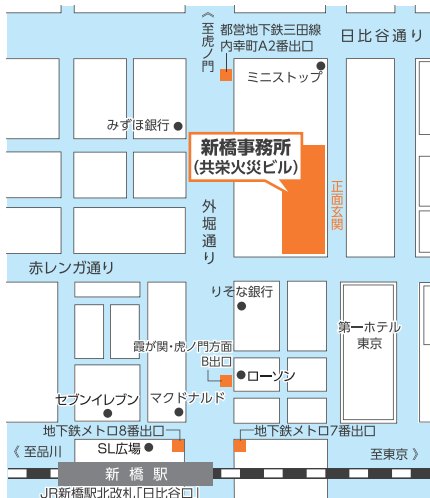 《至虎ノ門
都営地下鉄三田線
内幸町A2番出口
日比谷通り
ミニストップ
みずほ銀行
新橋事務所
(共栄火災ビル)
正面玄関
外堀通り
赤レンガ通り
りそな銀行
第一ホテル
東京
霞が関・虎ノ門方面
B出口
ローソン
セブンイレブン
マクドナルド
地下鉄メトロ8番出口
地下鉄メトロ7番出口
SL広場
《 至品川
至東京 》
新橋駅
JR新橋駅北改札「日比谷口」